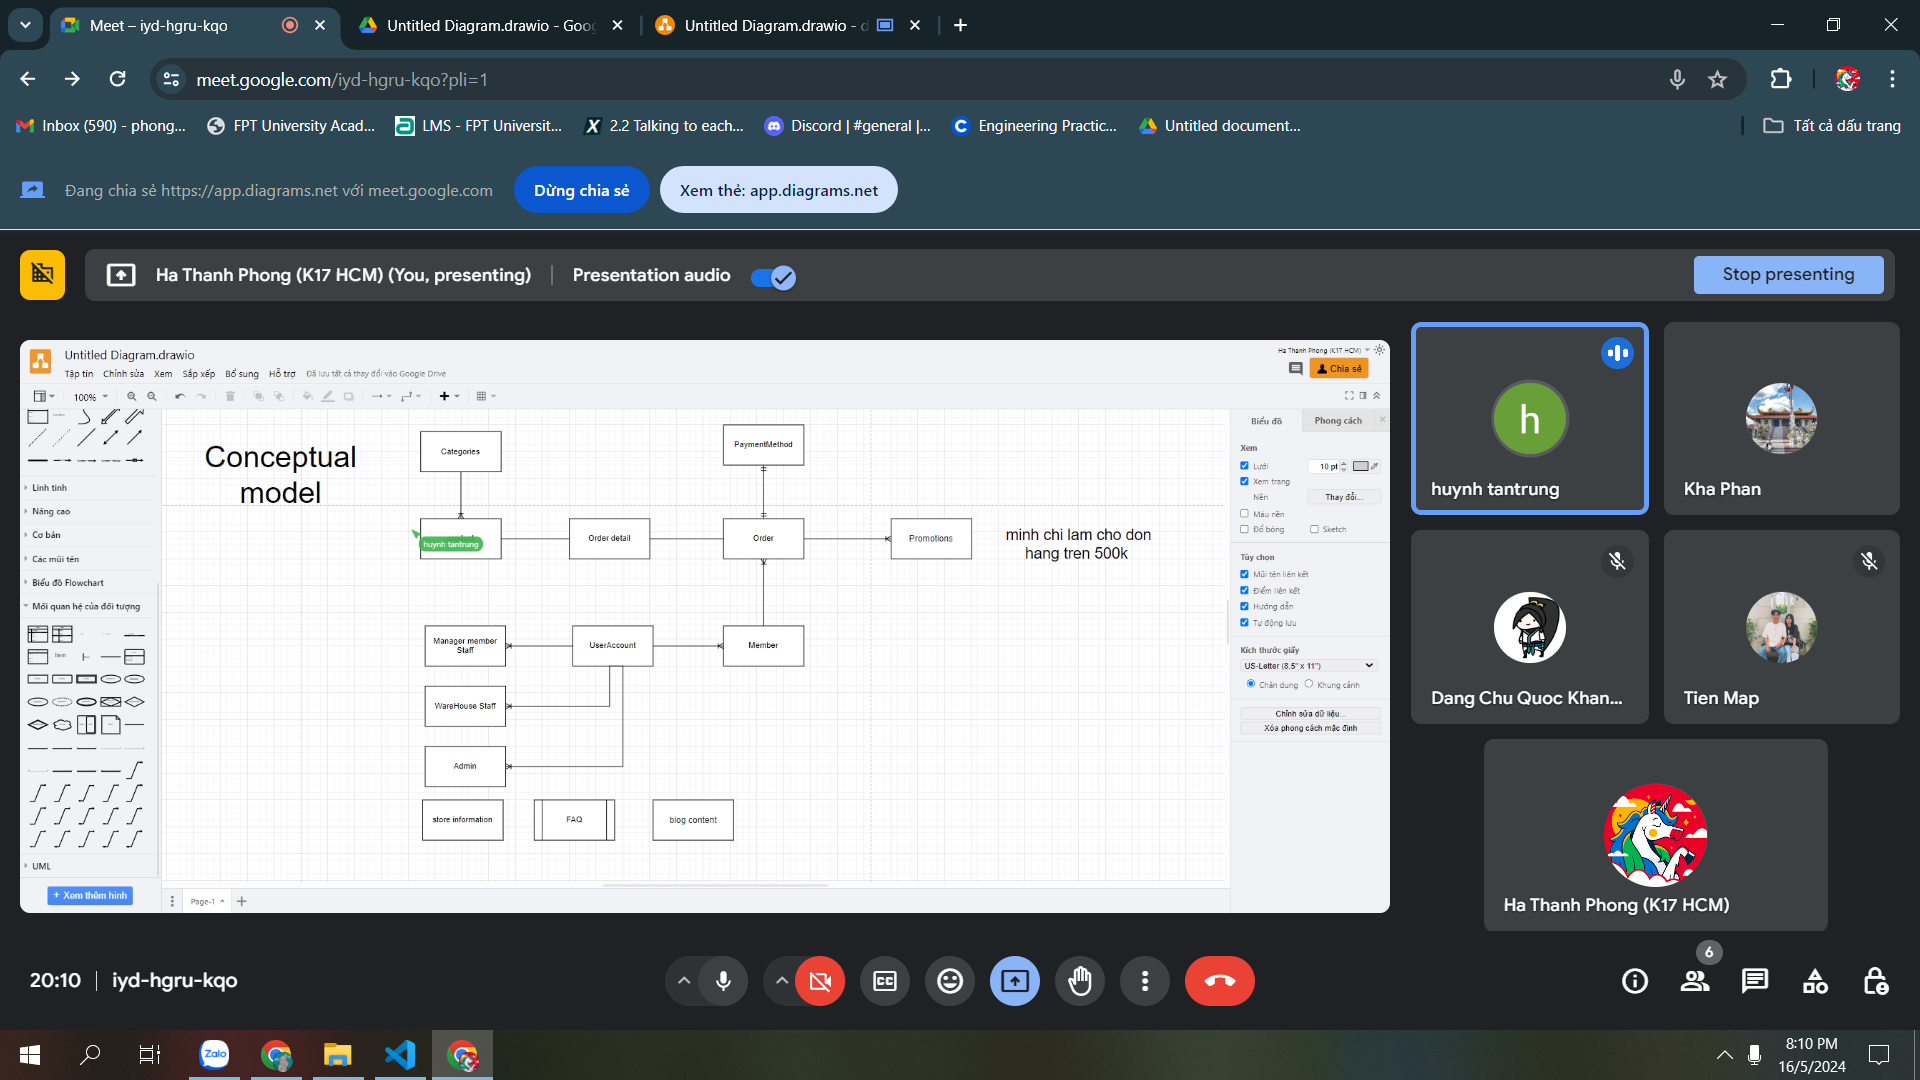 Meet – iyd-hgru-kqo
Untitled Diagram.drawio - Goog
Untitled Diagram.drawio - d
meet.google.com/iyd-hgru-kqo?pli=1
Inbox (590) - phong...
FPT University Acad...
LMS - FPT Universit...
2.2 Talking to each...
Discord | #general |...
Engineering Practic...
Untitled document...
Tất cả dấu trang
Đang chia sẻ https://app.diagrams.net với meet.google.com
Dừng chia sẻ
Xem thẻ: app.diagrams.net
Ha Thanh Phong (K17 HCM) (You, presenting)
Presentation audio
Stop presenting
Untitled Diagram.drawio
Ha Thanh Phong (K17 HCM)
Tập tin Chỉnh sửa Xem Sắp xếp Bổ sung Hỗ trợ Đã lưu tất cả thay đổi vào Google Drive
Chia sẻ
100%
Conceptual
model
Categories
PaymentMethod
huynh tantrung
Order detail
Order
Promotions
minh chi lam cho don
hang tren 500k
Manager member
Staff
UserAccount
Member
WareHouse Staff
Admin
store information
FAQ
blog content
Linh tinh
Nâng cao
Cơ bản
Các mũi tên
Biểu đồ Flowchart
Mối quan hệ của đối tượng
UML
+ Xem thêm hình
Page-1
Biểu đồ
Phong cách
Xem
Lưới
10 pt
Xem trang
Nền
Thay đổi...
Màu nền
Đổ bóng
Sketch
Tùy chọn
Mũi tên liên kết
Điểm liên kết
Hướng dẫn
Tự động lưu
Kích thước giấy
US-Letter (8,5" x 11")
Chân dung
Khung cảnh
Chỉnh sửa dữ liệu...
Xóa phong cách mặc định
h
huynh tantrung
Kha Phan
Dang Chu Quoc Khan...
Tien Map
Ha Thanh Phong (K17 HCM)
20:10
iyd-hgru-kqo
CC
6
Zalo
8:10 PM
16/5/2024